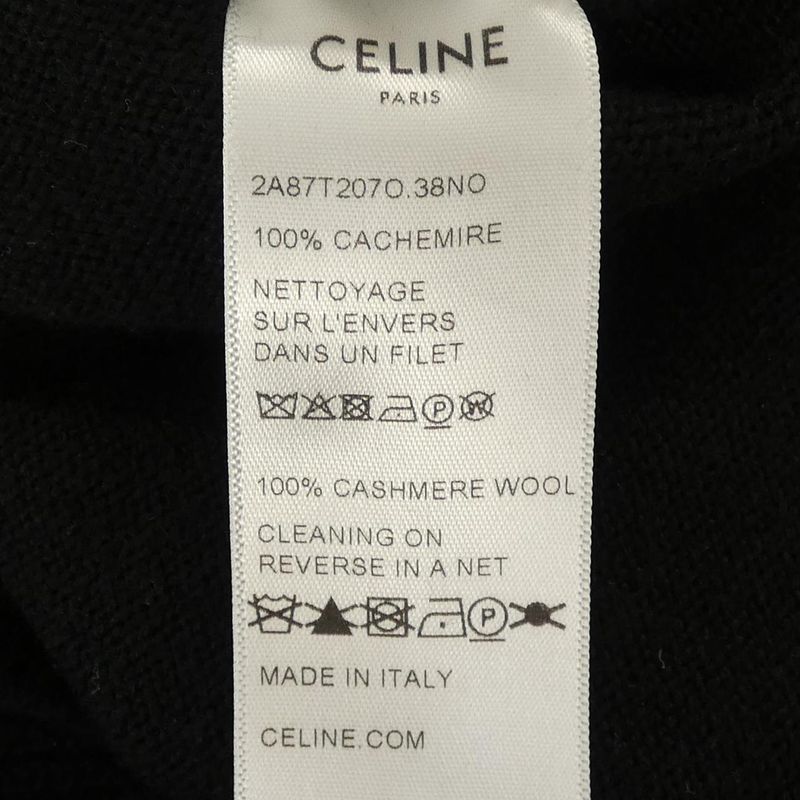 CELINE
PARIS
2A87T207O.38NO
100% CACHEMIRE
NETTOYAGE
SUR L'ENVERS
DANS UN FILET
P W
100% CASHMERE WOOL
CLEANING ON
REVERSE IN A NET
P
MADE IN ITALY
CELINE.COM